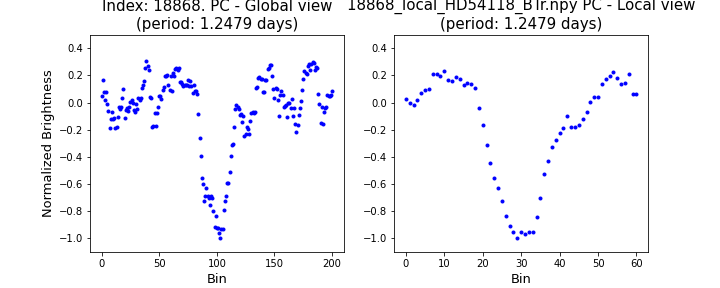 Index: 18868. PC - Global view
(period: 1.2479 days)
18868_local_HD54118_BTr.npy PC - Local view
(period: 1.2479 days)
Normalized Brightness
0.4
0.2
0.0
−0.2
−0.4
−0.6
−0.8
−1.0
0 50 100 150 200
Bin
0.4
0.2
0.0
−0.2
−0.4
−0.6
−0.8
−1.0
0 10 20 30 40 50 60
Bin